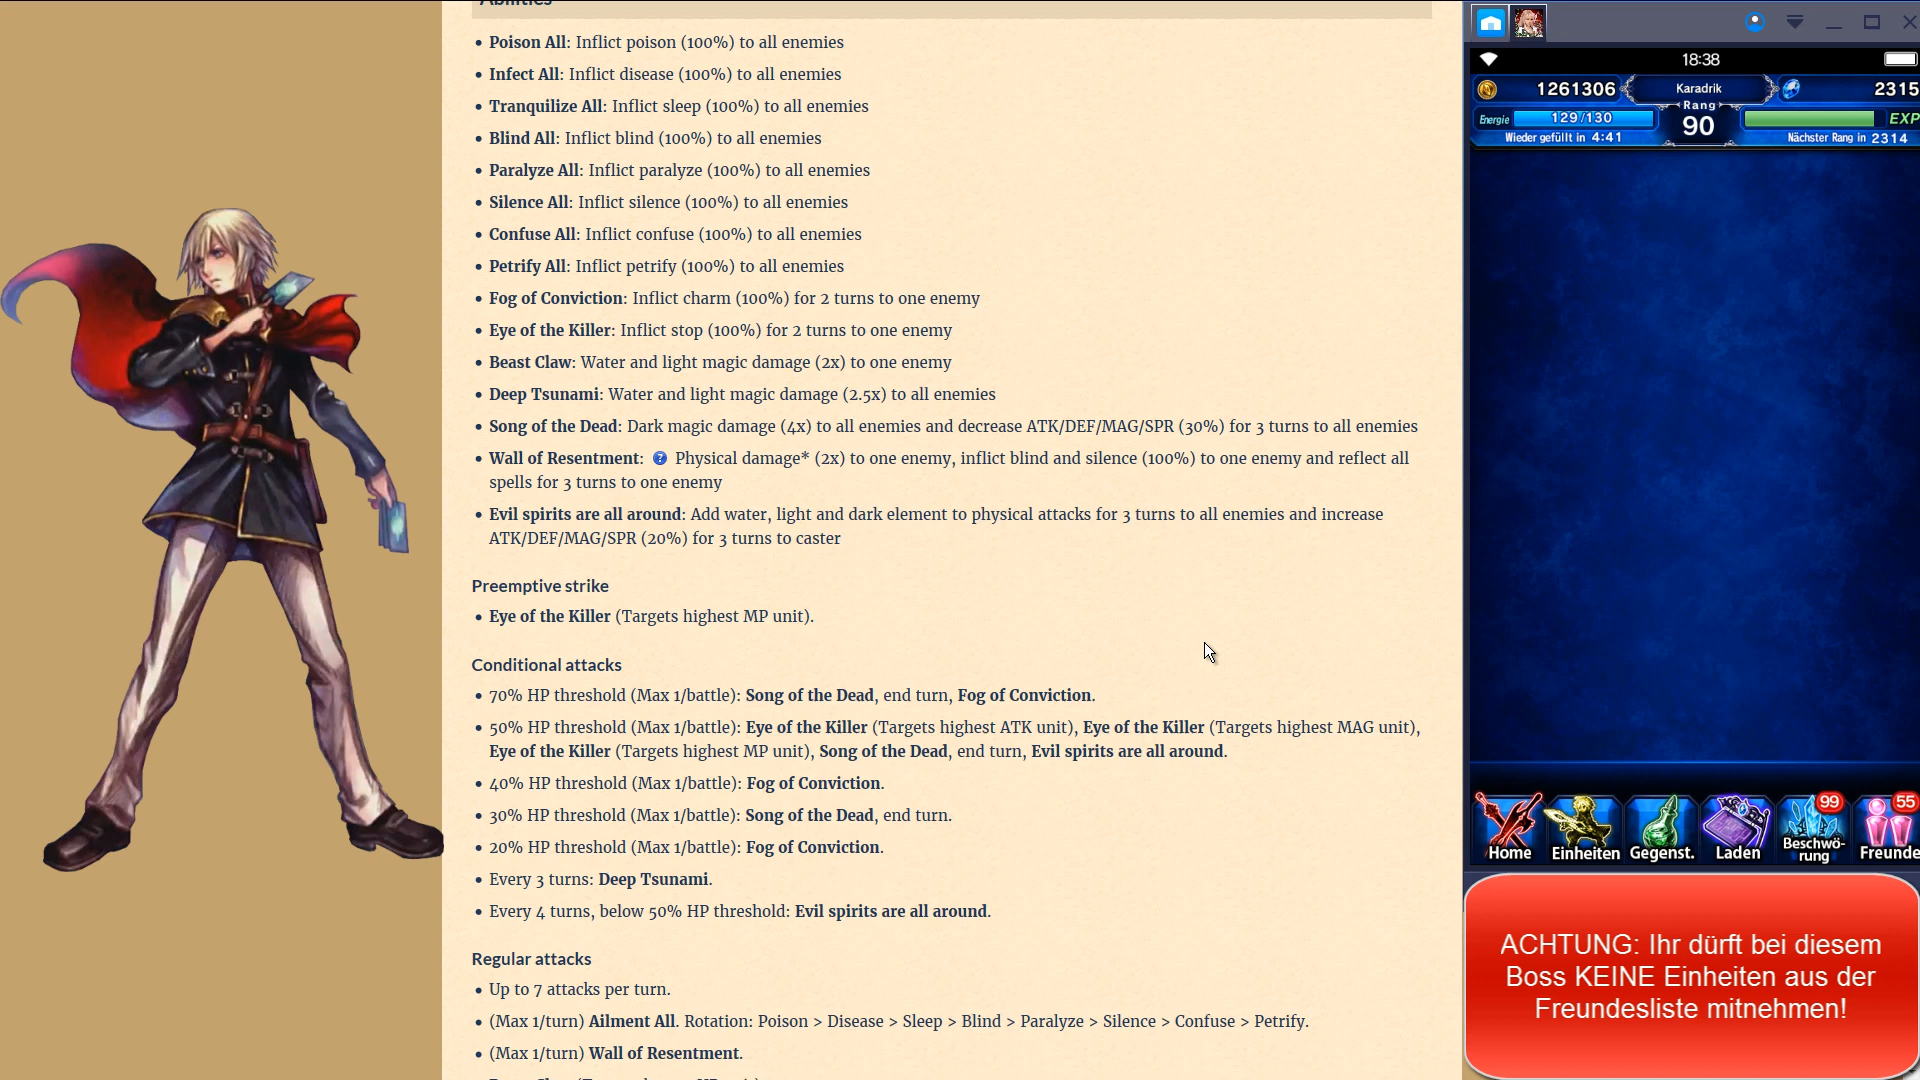 Abilities
• Poison All: Inflict poison (100%) to all enemies
• Infect All: Inflict disease (100%) to all enemies
• Tranquilize All: Inflict sleep (100%) to all enemies
• Blind All: Inflict blind (100%) to all enemies
• Paralyze All: Inflict paralyze (100%) to all enemies
• Silence All: Inflict silence (100%) to all enemies
• Confuse All: Inflict confuse (100%) to all enemies
• Petrify All: Inflict petrify (100%) to all enemies
• Fog of Conviction: Inflict charm (100%) for 2 turns to one enemy
• Eye of the Killer: Inflict stop (100%) for 2 turns to one enemy
• Beast Claw: Water and light magic damage (2x) to one enemy
• Deep Tsunami: Water and light magic damage (2.5x) to all enemies
• Song of the Dead: Dark magic damage (4x) to all enemies and decrease ATK/DEF/MAG/SPR (30%) for 3 turns to all enemies
• Wall of Resentment: ? Physical damage* (2x) to one enemy, inflict blind and silence (100%) to one enemy and reflect all
spells for 3 turns to one enemy
• Evil spirits are all around: Add water, light and dark element to physical attacks for 3 turns to all enemies and increase
ATK/DEF/MAG/SPR (20%) for 3 turns to caster
Preemptive strike
• Eye of the Killer (Targets highest MP unit).
Conditional attacks
• 70% HP threshold (Max 1/battle): Song of the Dead, end turn, Fog of Conviction.
• 50% HP threshold (Max 1/battle): Eye of the Killer (Targets highest ATK unit), Eye of the Killer (Targets highest MAG unit),
Eye of the Killer (Targets highest MP unit), Song of the Dead, end turn, Evil spirits are all around.
• 40% HP threshold (Max 1/battle): Fog of Conviction.
• 30% HP threshold (Max 1/battle): Song of the Dead, end turn.
• 20% HP threshold (Max 1/battle): Fog of Conviction.
• Every 3 turns: Deep Tsunami.
• Every 4 turns, below 50% HP threshold: Evil spirits are all around.
Regular attacks
• Up to 7 attacks per turn.
• (Max 1/turn) Ailment All. Rotation: Poison > Disease > Sleep > Blind > Paralyze > Silence > Confuse > Petrify.
• (Max 1/turn) Wall of Resentment.
18:38
1261306
Karadrik
2315
Rang
90
Energie
129/130
EXP
Wieder gefüllt in 4:41
Nächster Rang in 2314
99
55
Home
Einheiten
Gegenst.
Laden
Beschwö-
rung
Freunde
ACHTUNG: Ihr dürft bei diesem
Boss KEINE Einheiten aus der
Freundesliste mitnehmen!